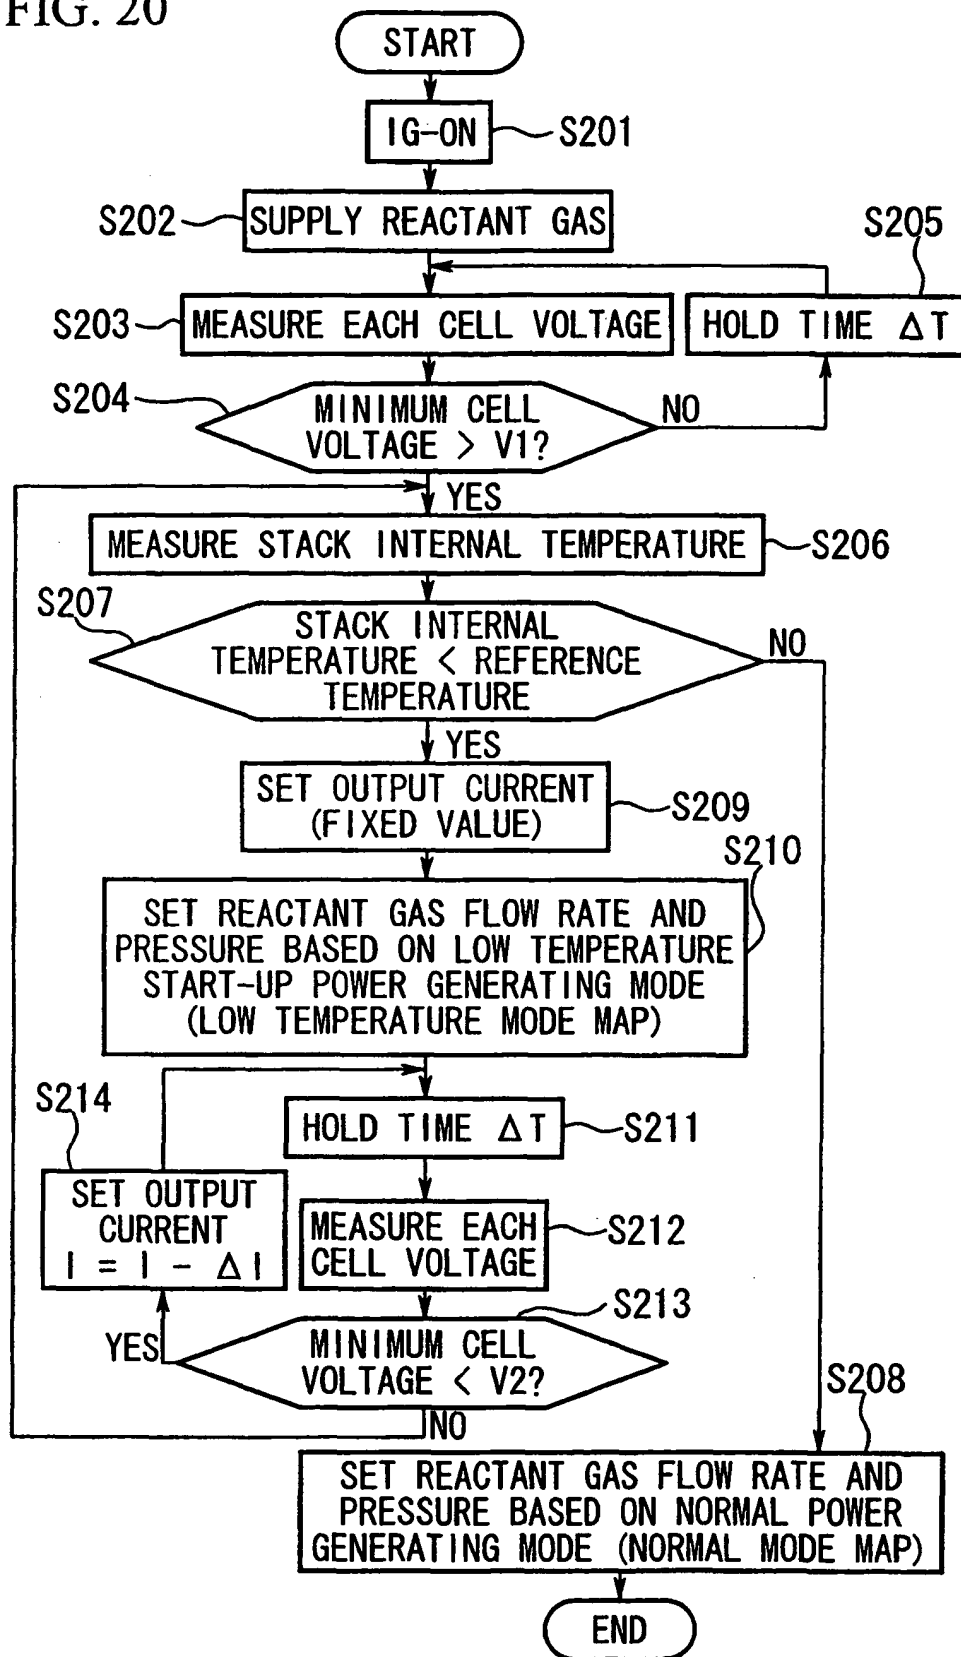 FIG. 20
START
IG-ON
S201
S202
SUPPLY REACTANT GAS
S205
S203
MEASURE EACH CELL VOLTAGE
HOLD TIME ΔT
S204
MINIMUM CELL
VOLTAGE > V1?
NO
YES
MEASURE STACK INTERNAL TEMPERATURE
S206
S207
STACK INTERNAL
TEMPERATURE < REFERENCE
TEMPERATURE
NO
YES
SET OUTPUT CURRENT
(FIXED VALUE)
S209
S210
SET REACTANT GAS FLOW RATE AND
PRESSURE BASED ON LOW TEMPERATURE
START-UP POWER GENERATING MODE
(LOW TEMPERATURE MODE MAP)
S214
HOLD TIME ΔT
S211
SET OUTPUT
CURRENT
I = I - ΔI
MEASURE EACH
CELL VOLTAGE
S212
S213
YES
MINIMUM CELL
VOLTAGE < V2?
NO
S208
SET REACTANT GAS FLOW RATE AND
PRESSURE BASED ON NORMAL POWER
GENERATING MODE (NORMAL MODE MAP)
END